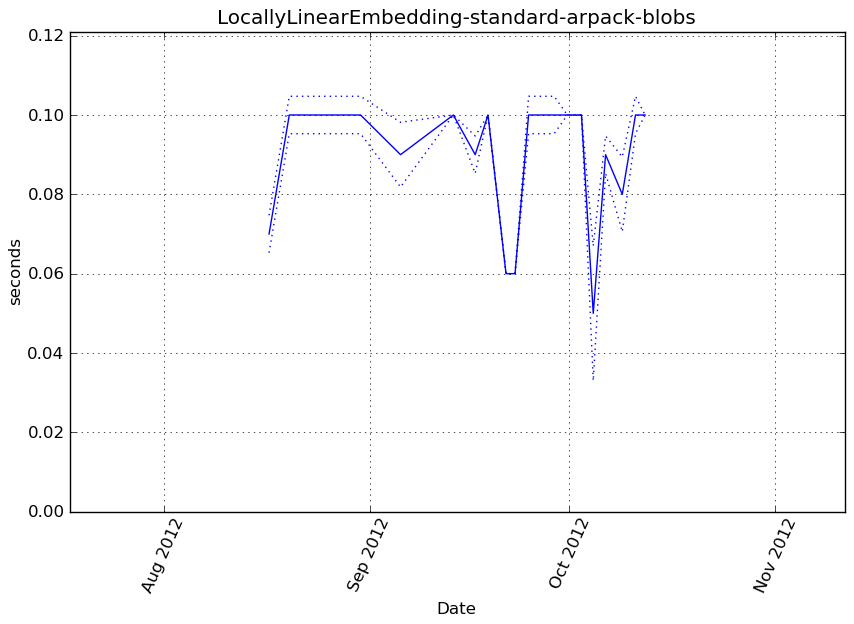 LocallyLinearEmbedding-standard-arpack-blobs
0.12
0.10
0.08
0.06
0.04
0.02
0.00
seconds
Aug 2012
Sep 2012
Oct 2012
Nov 2012
Date